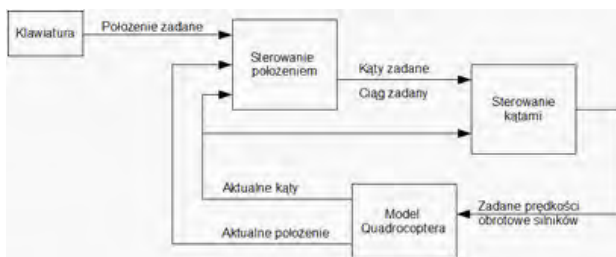 Klawiatura
Położenie zadane
Sterowanie
położeniem
Kąty zadane
Ciąg zadany
Sterowanie
kątami
Aktualne kąty
Model
Quadrocoptera
Zadane prędkości
obrotowe silników
Aktualne położenie